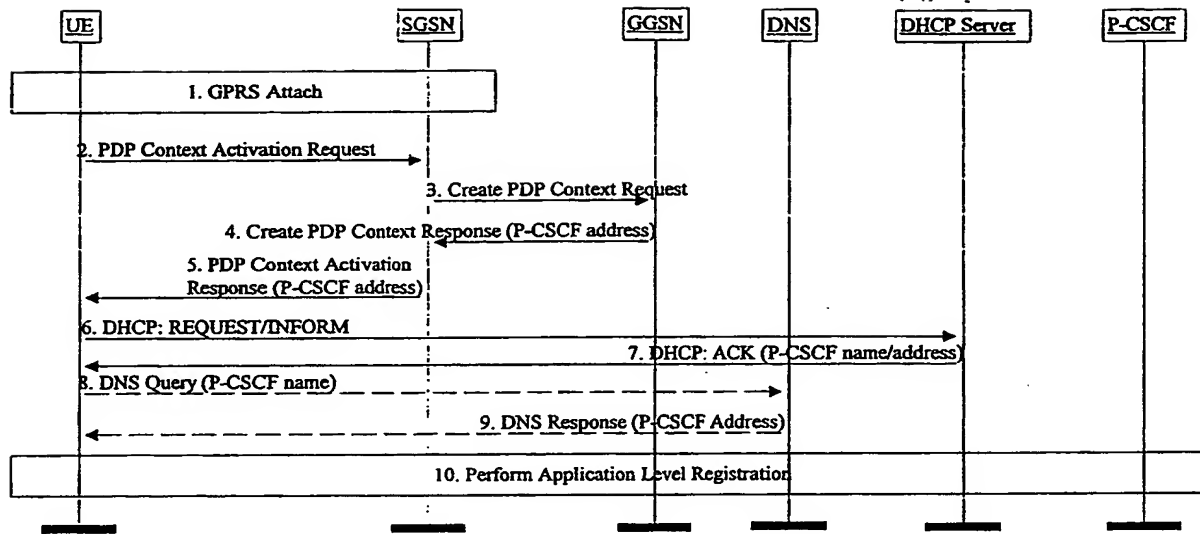 UE SGSN GGSN DNS DHCP Server P-CSCF
1. GPRS Attach
2. PDP Context Activation Request
3. Create PDP Context Request
4. Create PDP Context Response (P-CSCF address)
5. PDP Context Activation
Response (P-CSCF address)
6. DHCP: REQUEST/INFORM
7. DHCP: ACK (P-CSCF name/address)
8. DNS Query (P-CSCF name)
9. DNS Response (P-CSCF Address)
10. Perform Application Level Registration